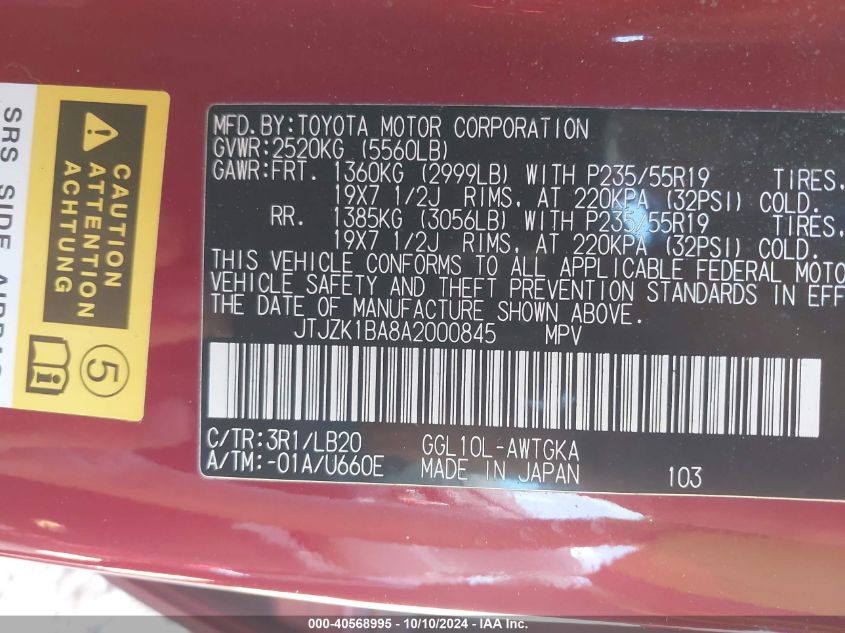 MFD.BY:TOYOTA MOTOR CORPORATION
GVWR:2520KG (5560LB)
GAWR:FRT. 1360KG (2999LB) WITH P235/55R19 TIRES.
19X7 1/2J RIMS, AT 220KPA (32PSI) COLD.
RR. 1385KG (3056LB) WITH P235/55R19 TIRES.
19X7 1/2J RIMS, AT 220KPA (32PSI) COLD.
THIS VEHICLE CONFORMS TO ALL APPLICABLE FEDERAL MOTO
VEHICLE SAFETY AND THEFT PREVENTION STANDARDS IN EFF
THE DATE OF MANUFACTURE SHOWN ABOVE.
JTJZK1BA8A2000845 MPV
C/TR:3R1/LB20 GGL10L-AWTGKA
A/TM:-01A/U660E MADE IN JAPAN 103
CAUTION
ATTENTION
ACHTUNG
5
SRS SIDE AIRBAG
000-40568995 - 10/10/2024 - IAA Inc.